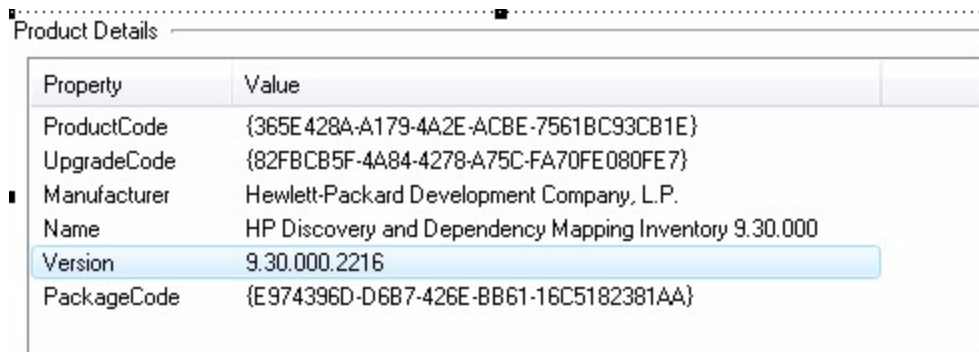 Product Details
Property Value
ProductCode {365E428A-A179-4A2E-ACBE-7561BC93CB1E}
UpgradeCode {82FBCB5F-4A84-4278-A75C-FA70FE080FE7}
Manufacturer Hewlett-Packard Development Company, L.P.
Name HP Discovery and Dependency Mapping Inventory 9.30.000
Version 9.30.000.2216
PackageCode {E974396D-D6B7-426E-BB61-16C5182381AA}